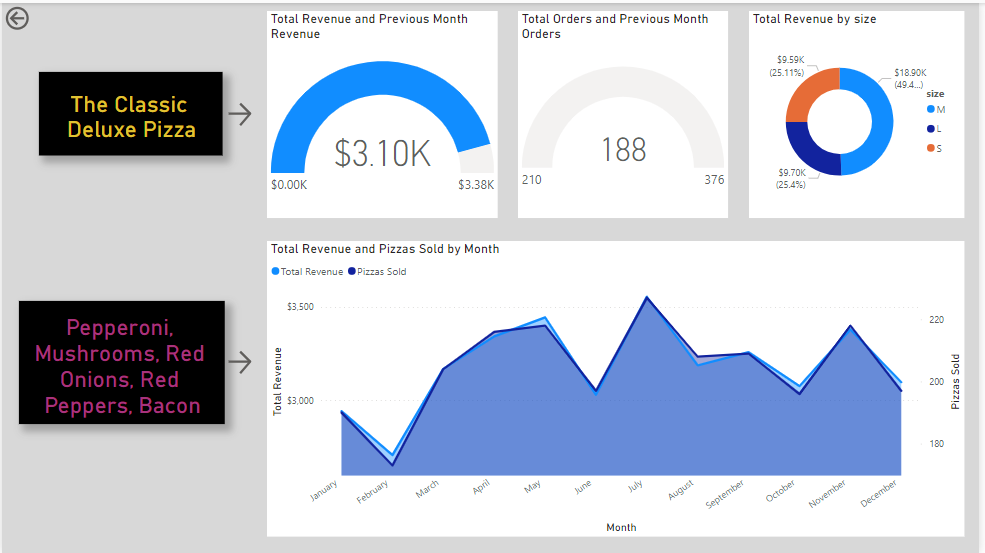 The Classic
Deluxe Pizza
Total Revenue and Previous Month
Revenue
$3.10K
$0.00K
$3.38K
Total Orders and Previous Month
Orders
188
210
376
Total Revenue by size
$9.59K
(25.11%)
$18.90K
(49.4...)
$9.70K
(25.4%)
size
M
L
S
Pepperoni,
Mushrooms, Red
Onions, Red
Peppers, Bacon
Total Revenue and Pizzas Sold by Month
Total Revenue Pizzas Sold
Total Revenue
$3,500
$3,000
220
200
180
Pizzas Sold
January
February
March
April
May
June
July
August
September
October
November
December
Month